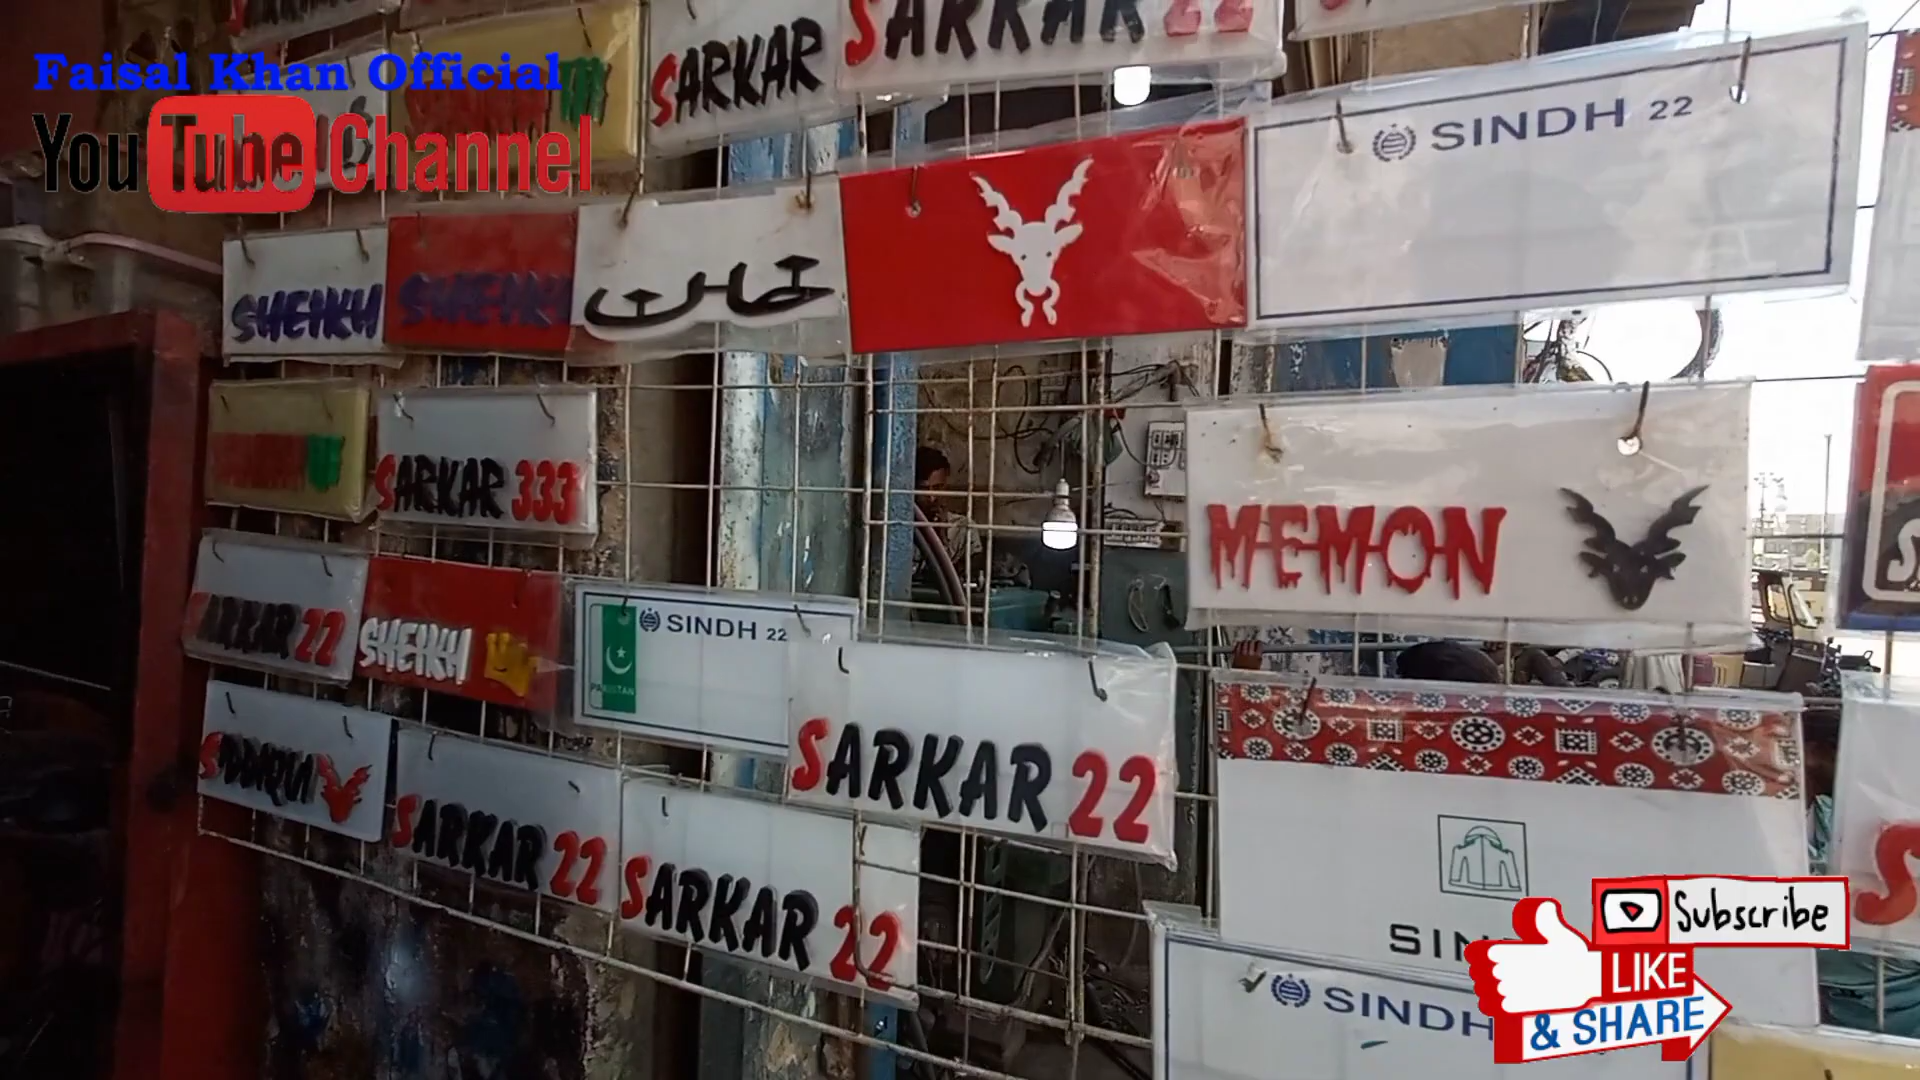 Faisal Khan Official
YouTube Channel
SARKAR
SARKAR 22
SINDH 22
SHEIKH
SHEIKH
خان
SARKAR 333
MEMON
SARKAR 22
SHEIKH
PAKISTAN
SINDH 22
SARKAR 22
SIDDIQUI
SARKAR 22
SARKAR 22
SINDH
Subscribe
LIKE
& SHARE